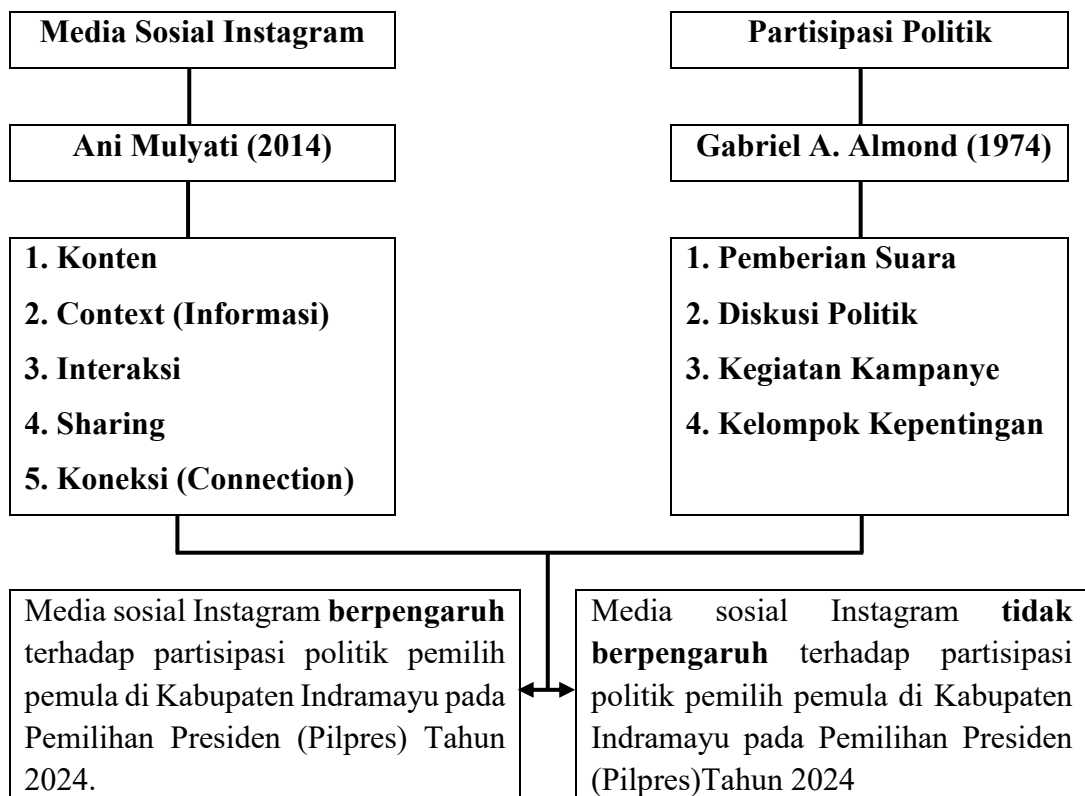 Media Sosial Instagram
Partisipasi Politik
Ani Mulyati (2014)
Gabriel A. Almond (1974)
1. Konten
2. Context (Informasi)
3. Interaksi
4. Sharing
5. Koneksi (Connection)
1. Pemberian Suara
2. Diskusi Politik
3. Kegiatan Kampanye
4. Kelompok Kepentingan
Media sosial Instagram berpengaruh
terhadap partisipasi politik pemilih
pemula di Kabupaten Indramayu pada
Pemilihan Presiden (Pilpres) Tahun
2024.
Media sosial Instagram tidak
berpengaruh terhadap partisipasi
politik pemilih pemula di Kabupaten
Indramayu pada Pemilihan Presiden
(Pilpres)Tahun 2024